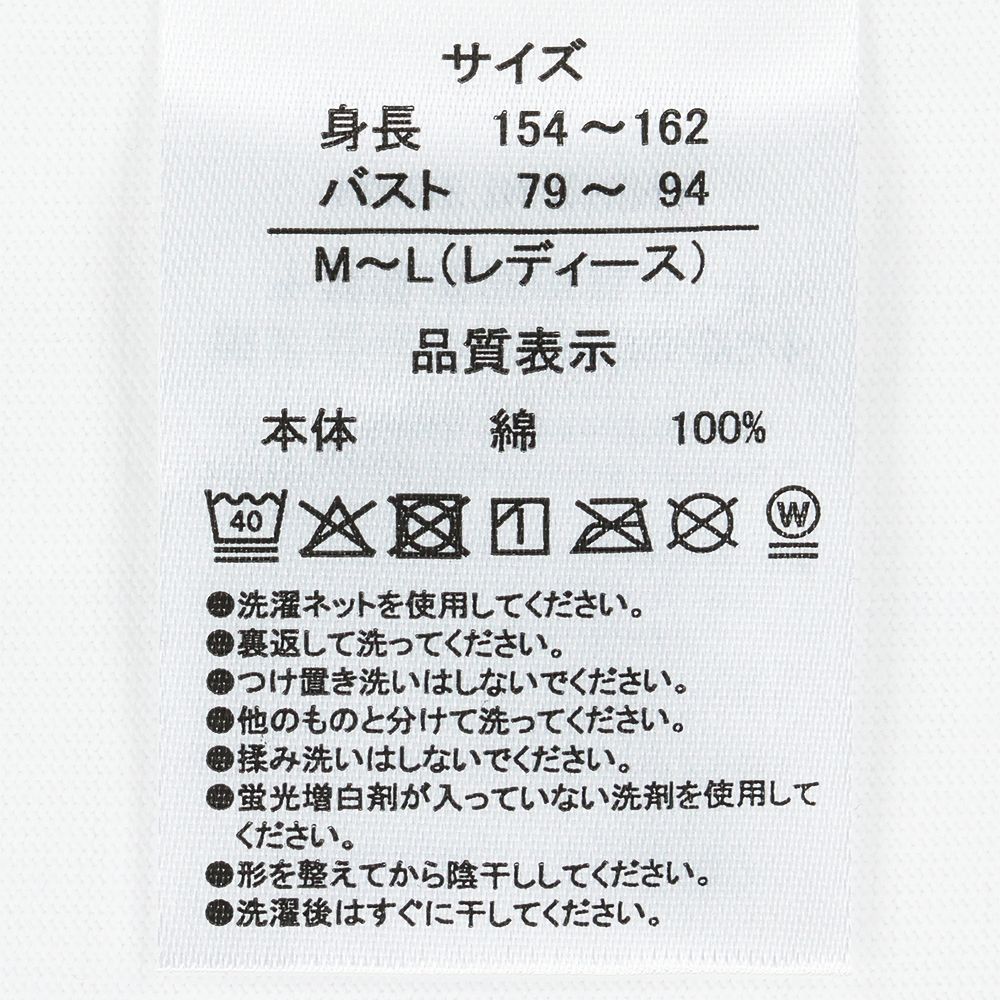 サイズ
身長 154～162
バスト 79～ 94
M～L(レディース)
品質表示
本体 綿 100%
40 W
●洗濯ネットを使用してください。
●裏返して洗ってください。
●つけ置き洗いはしないでください。
●他のものと分けて洗ってください。
●揉み洗いはしないでください。
●蛍光増白剤が入っていない洗剤を使用して
ください。
●形を整えてから陰干ししてください。
●洗濯後はすぐに干してください。